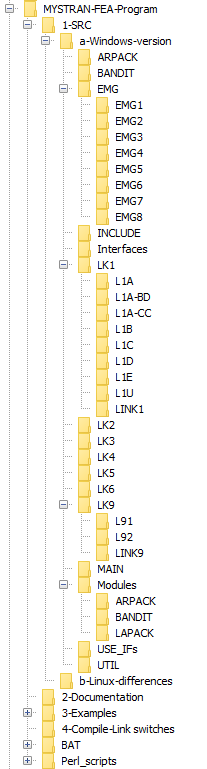 MYSTRAN-FEA-Program
1-SRC
a-Windows-version
ARPACK
BANDIT
EMG
EMG1
EMG2
EMG3
EMG4
EMG5
EMG6
EMG7
EMG8
INCLUDE
Interfaces
LK1
L1A
L1A-BD
L1A-CC
L1B
L1C
L1D
L1E
L1U
LINK1
LK2
LK3
LK4
LK5
LK6
LK9
L91
L92
LINK9
MAIN
Modules
ARPACK
BANDIT
LAPACK
USE_IFs
UTIL
b-Linux-differences
2-Documentation
3-Examples
4-Compile-Link switches
BAT
Perl_scripts